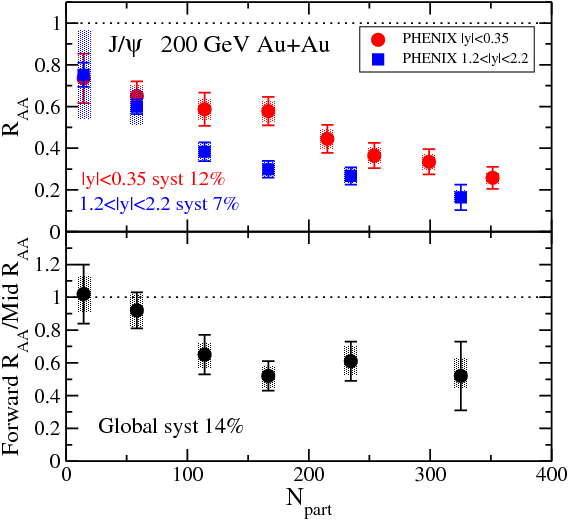 J/ψ 200 GeV Au+Au
PHENIX |y|<0.35
PHENIX 1.2<|y|<2.2
1
0.8
0.6
0.4
0.2
0
R_AA
|y|<0.35 syst 12%
1.2<|y|<2.2 syst 7%
1.2
1
0.8
0.6
0.4
0.2
0
Forward R_AA/Mid R_AA
Global syst 14%
0 100 200 300 400
N_part